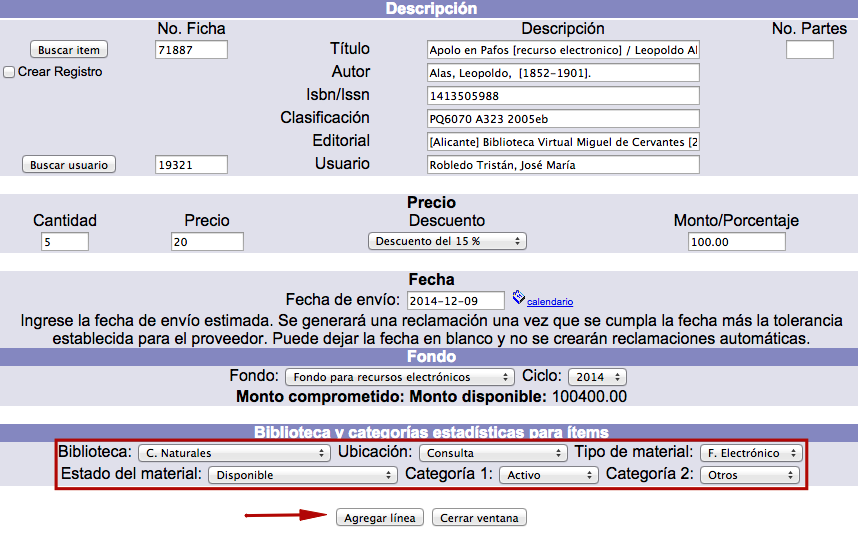 Descripción
No. Ficha Descripción No. Partes
Buscar item 71887 Título Apolo en Pafos [recurso electronico] / Leopoldo Al
Crear Registro Autor Alas, Leopoldo, [1852-1901].
Isbn/Issn 1413505988
Clasificación PQ6070 A323 2005eb
Editorial [Alicante] Biblioteca Virtual Miguel de Cervantes [2
Buscar usuario 19321 Usuario Robledo Tristán, José María
Precio
Cantidad Precio Descuento Monto/Porcentaje
5 20 Descuento del 15 % 100.00
Fecha
Fecha de envío: 2014-12-09 calendario
Ingrese la fecha de envío estimada. Se generará una reclamación una vez que se cumpla la fecha más la tolerancia
establecida para el proveedor. Puede dejar la fecha en blanco y no se crearán reclamaciones automáticas.
Fondo
Fondo: Fondo para recursos electrónicos Ciclo: 2014
Monto comprometido: Monto disponible: 100400.00
Biblioteca y categorías estadísticas para ítems
Biblioteca: C. Naturales Ubicación: Consulta Tipo de material: F. Electrónico
Estado del material: Disponible Categoría 1: Activo Categoría 2: Otros
Agregar línea Cerrar ventana